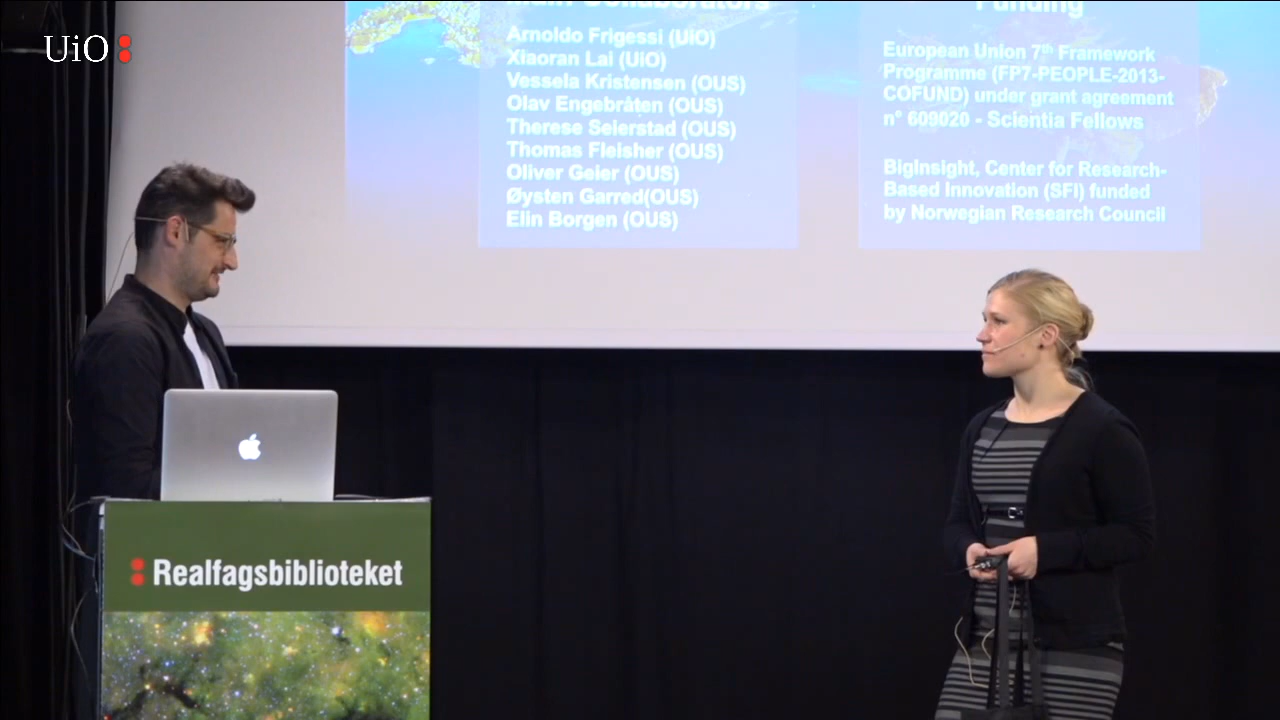 UiO
Main Collaborators
Arnoldo Frigessi (UiO)
Xiaoran Lai (UiO)
Vessela Kristensen (OUS)
Olav Engebråten (OUS)
Therese Seierstad (OUS)
Thomas Fleisher (OUS)
Oliver Geier (OUS)
Øysten Garred(OUS)
Elin Borgen (OUS)
Funding
European Union 7th Framework
Programme (FP7-PEOPLE-2013-
COFUND) under grant agreement
n° 609020 - Scientia Fellows
BigInsight, Center for Research-
Based Innovation (SFI) funded
by Norwegian Research Council
Realfagsbiblioteket